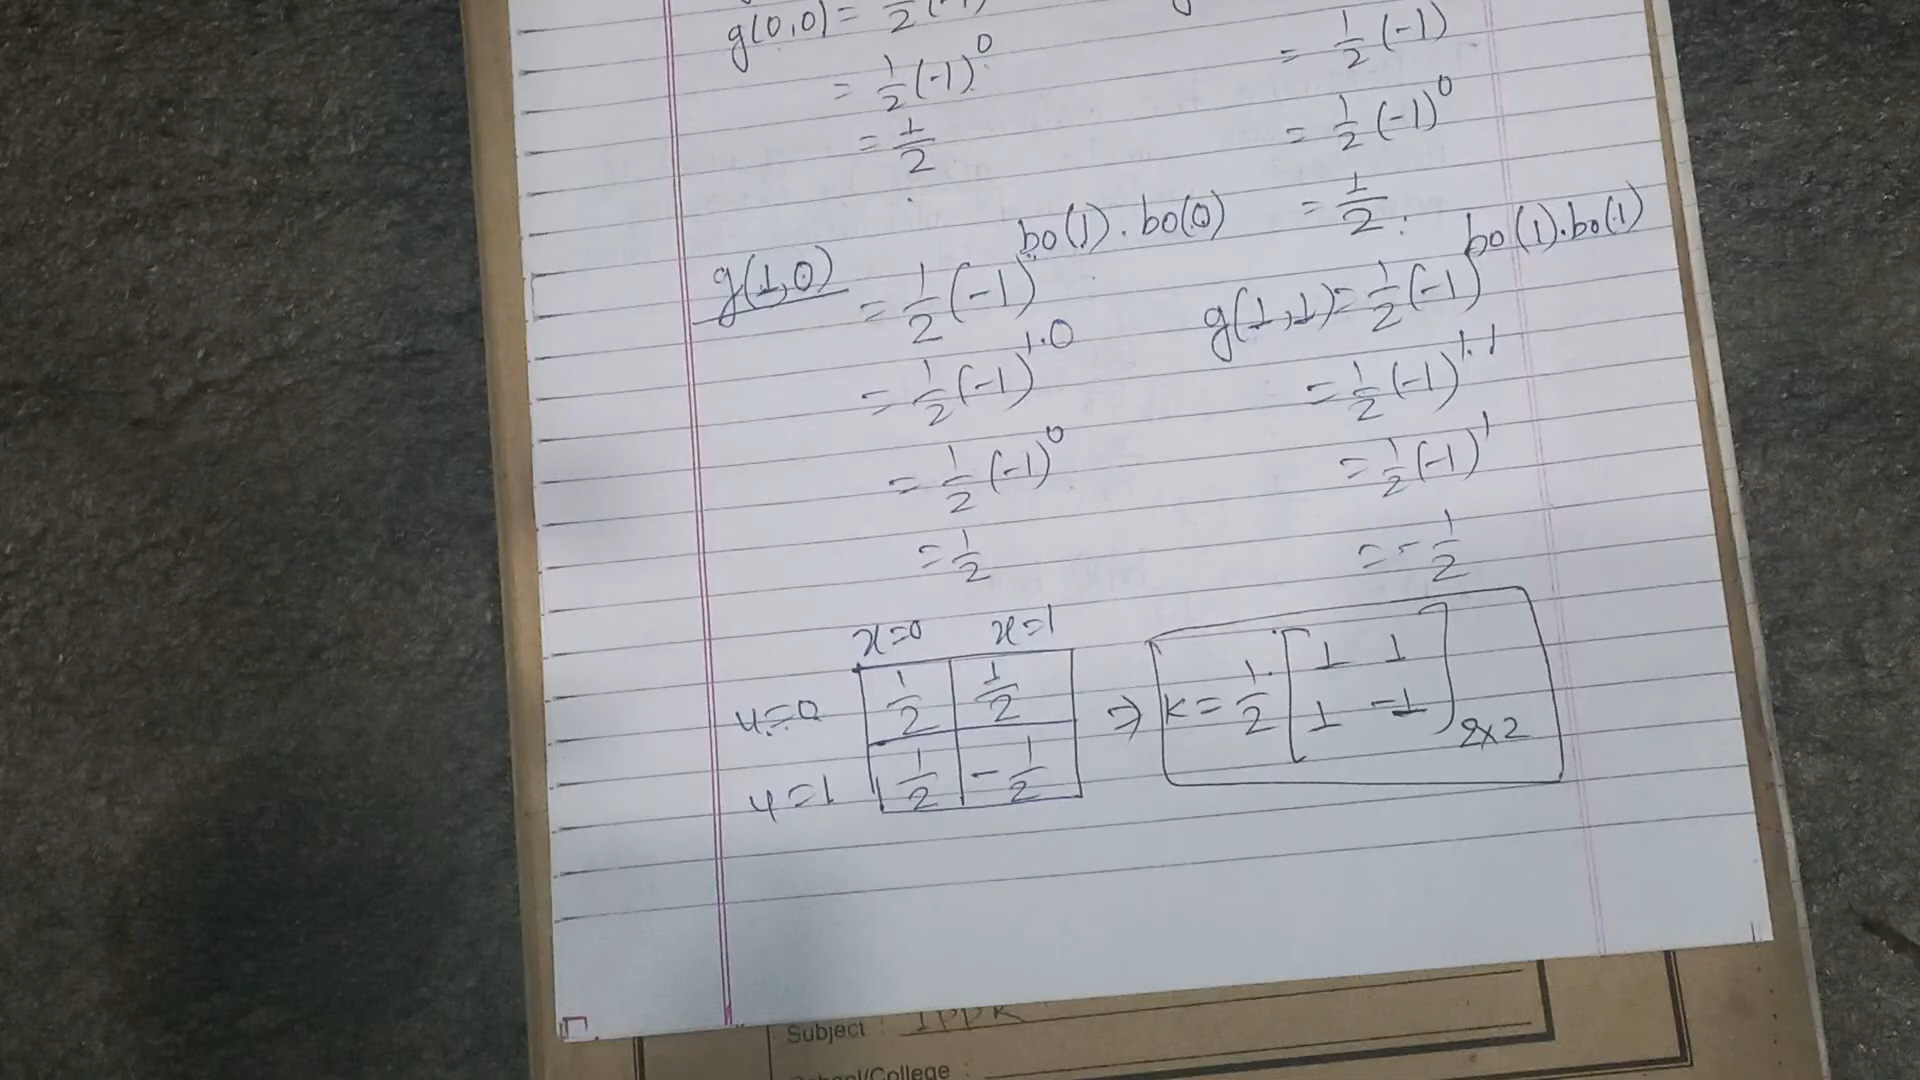 g(0,0) = 1/2 (-1)
= 1/2 (-1)^0
= 1/2
= 1/2 (-1)
= 1/2 (-1)^0
= 1/2
g(1,0) = 1/2 (-1)^bo(1).bo(0)
= 1/2 (-1)^1.0
= 1/2 (-1)^0
= 1/2
g(1,1) = 1/2 (-1)^bo(1).bo(1)
= 1/2 (-1)^1.1
= 1/2 (-1)^1
= -1/2
x=0 x=1
u=0 1/2 1/2
u=1 1/2 -1/2
⇒ K = 1/2 [1 1
1 -1] 2x2
Subject : IPPR
School/College :